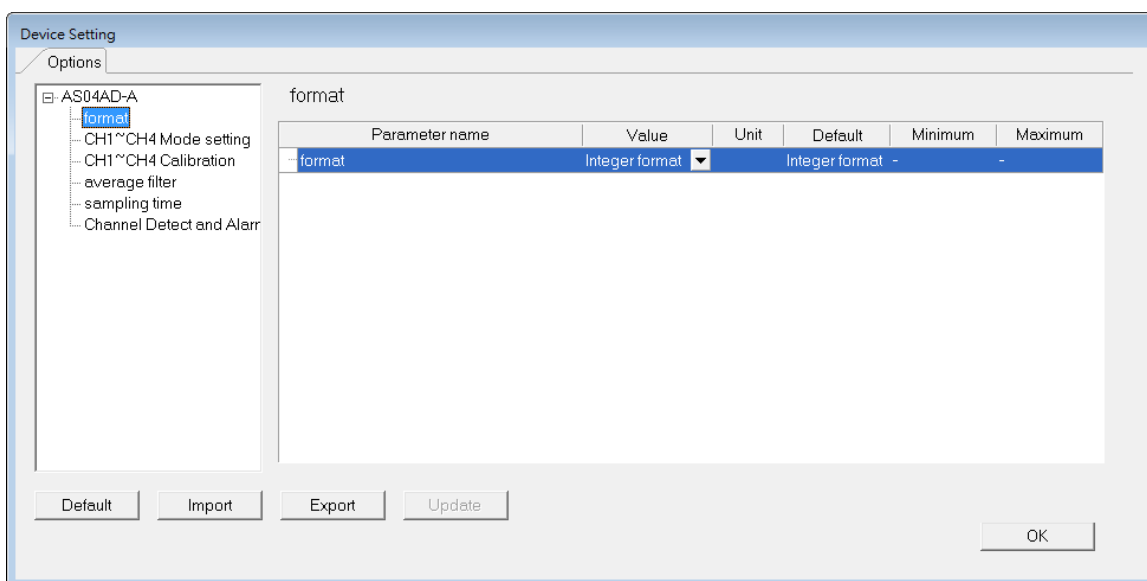 Device Setting
Options
AS04AD-A
format
CH1~CH4 Mode setting
CH1~CH4 Calibration
average filter
sampling time
Channel Detect and Alarr
format
Parameter name Value Unit Default Minimum Maximum
format Integer format Integer format - -
Default Import Export Update
OK